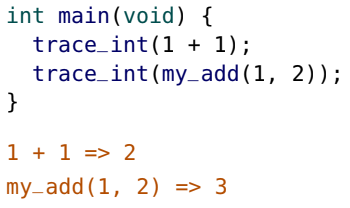 int main(void) {
  trace_int(1 + 1);
  trace_int(my_add(1, 2));
}
1 + 1 => 2
my_add(1, 2) => 3